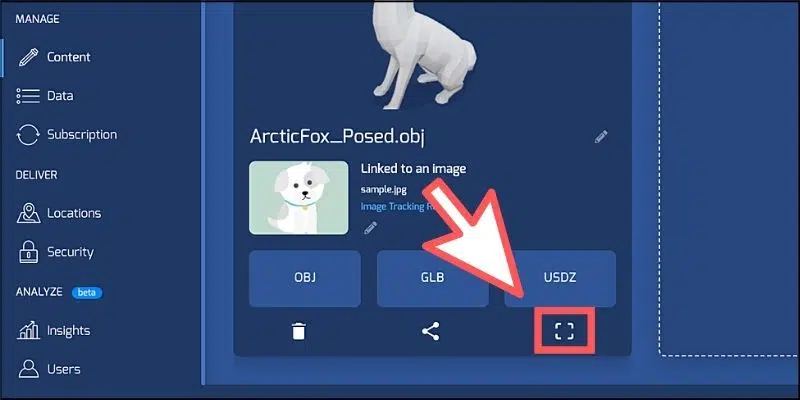 MANAGE
Content
Data
Subscription
DELIVER
Locations
Security
ANALYZE beta
Insights
Users
ArcticFox_Posed.obj
Linked to an image
sample.jpg
Image Tracking
OBJ
GLB
USDZ